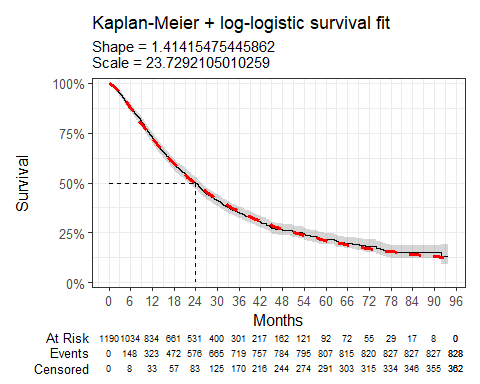 Kaplan-Meier + log-logistic survival fit
Shape = 1.41415475445862
Scale = 23.7292105010259
100%
75%
50%
25%
0%
Survival
0 6 12 18 24 30 36 42 48 54 60 66 72 78 84 90 96
Months
At Risk 1190 1034 834 661 531 400 301 217 162 121 92 72 55 29 17 8 0
Events 0 148 323 472 576 665 719 757 784 795 807 815 820 827 827 827 828
Censored 0 8 33 57 83 125 170 216 244 274 291 303 315 334 346 355 362